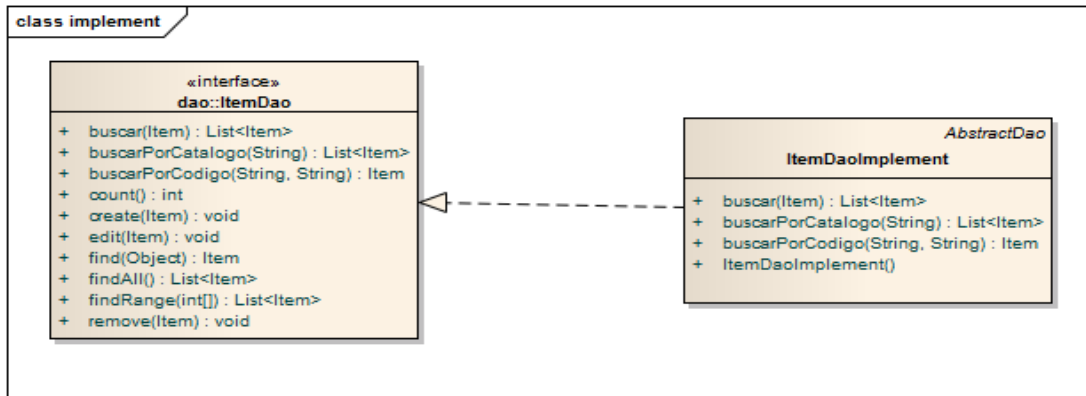 class implement
«interface»
dao::ItemDao
+ buscar(Item) : List<Item>
+ buscarPorCatalogo(String) : List<Item>
+ buscarPorCodigo(String, String) : Item
+ count() : int
+ create(Item) : void
+ edit(Item) : void
+ find(Object) : Item
+ findAll() : List<Item>
+ findRange(int[]) : List<Item>
+ remove(Item) : void
AbstractDao
ItemDaoImplement
+ buscar(Item) : List<Item>
+ buscarPorCatalogo(String) : List<Item>
+ buscarPorCodigo(String, String) : Item
+ ItemDaoImplement()